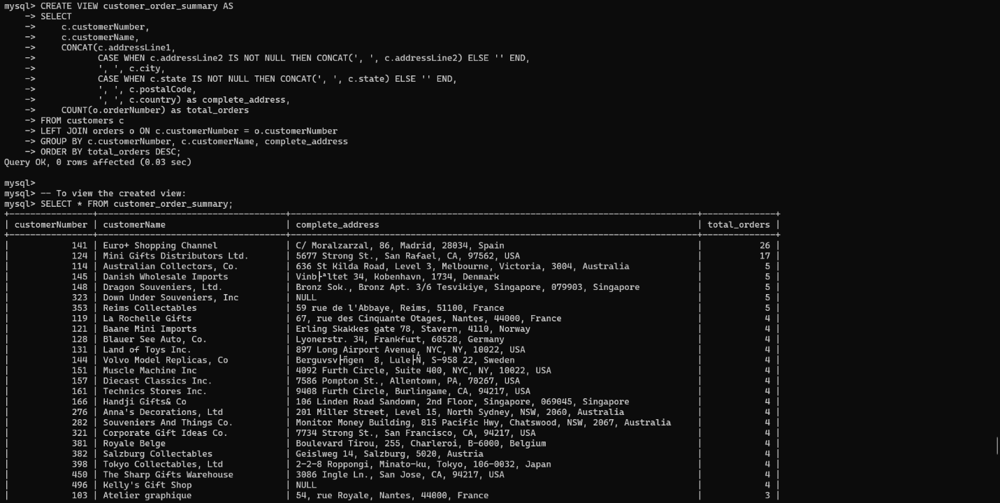 mysql> CREATE VIEW customer_order_summary AS
    -> SELECT
    ->     c.customerNumber,
    ->     c.customerName,
    ->     CONCAT(c.addressLine1,
    ->            CASE WHEN c.addressLine2 IS NOT NULL THEN CONCAT(', ', c.addressLine2) ELSE '' END,
    ->            ', ', c.city,
    ->            CASE WHEN c.state IS NOT NULL THEN CONCAT(', ', c.state) ELSE '' END,
    ->            ', ', c.postalCode,
    ->            ', ', c.country) as complete_address,
    ->     COUNT(o.orderNumber) as total_orders
    -> FROM customers c
    -> LEFT JOIN orders o ON c.customerNumber = o.customerNumber
    -> GROUP BY c.customerNumber, c.customerName, complete_address
    -> ORDER BY total_orders DESC;
Query OK, 0 rows affected (0.03 sec)
mysql>
mysql> -- To view the created view:
mysql> SELECT * FROM customer_order_summary;
| customerNumber | customerName | complete_address | total_orders |
| 141 | Euro+ Shopping Channel | C/ Moralzarzal, 86, Madrid, 28034, Spain | 26 |
| 124 | Mini Gifts Distributors Ltd. | 5677 Strong St., San Rafael, CA, 97562, USA | 17 |
| 114 | Australian Collectors, Co. | 636 St Kilda Road, Level 3, Melbourne, Victoria, 3004, Australia | 5 |
| 145 | Danish Wholesale Imports | Vinb├ªltet 34, Kobenhavn, 1734, Denmark | 5 |
| 148 | Dragon Souveniers, Ltd. | Bronz Sok., Bronz Apt. 3/6 Tesvikiye, Singapore, 079903, Singapore | 5 |
| 323 | Down Under Souveniers, Inc | NULL | 5 |
| 353 | Reims Collectables | 59 rue de l'Abbaye, Reims, 51100, France | 5 |
| 119 | La Rochelle Gifts | 67, rue des Cinquante Otages, Nantes, 44000, France | 4 |
| 121 | Baane Mini Imports | Erling Skakkes gate 78, Stavern, 4110, Norway | 4 |
| 128 | Blauer See Auto, Co. | Lyonerstr. 34, Frankfurt, 60528, Germany | 4 |
| 131 | Land of Toys Inc. | 897 Long Airport Avenue, NYC, NY, 10022, USA | 4 |
| 144 | Volvo Model Replicas, Co | Berguvsv├ñgen  8, Lule├Ñ, S-958 22, Sweden | 4 |
| 151 | Muscle Machine Inc | 4092 Furth Circle, Suite 400, NYC, NY, 10022, USA | 4 |
| 157 | Diecast Classics Inc. | 7586 Pompton St., Allentown, PA, 70267, USA | 4 |
| 161 | Technics Stores Inc. | 9408 Furth Circle, Burlingame, CA, 94217, USA | 4 |
| 166 | Handji Gifts& Co | 106 Linden Road Sandown, 2nd Floor, Singapore, 069045, Singapore | 4 |
| 276 | Anna's Decorations, Ltd | 201 Miller Street, Level 15, North Sydney, NSW, 2060, Australia | 4 |
| 282 | Souveniers And Things Co. | Monitor Money Building, 815 Pacific Hwy, Chatswood, NSW, 2067, Australia | 4 |
| 321 | Corporate Gift Ideas Co. | 7734 Strong St., San Francisco, CA, 94217, USA | 4 |
| 381 | Royale Belge | Boulevard Tirou, 255, Charleroi, B-6000, Belgium | 4 |
| 382 | Salzburg Collectables | Geislweg 14, Salzburg, 5020, Austria | 4 |
| 398 | Tokyo Collectables, Ltd | 2-2-8 Roppongi, Minato-ku, Tokyo, 106-0032, Japan | 4 |
| 450 | The Sharp Gifts Warehouse | 3086 Ingle Ln., San Jose, CA, 94217, USA | 4 |
| 496 | Kelly's Gift Shop | NULL | 4 |
| 103 | Atelier graphique | 54, rue Royale, Nantes, 44000, France | 3 |